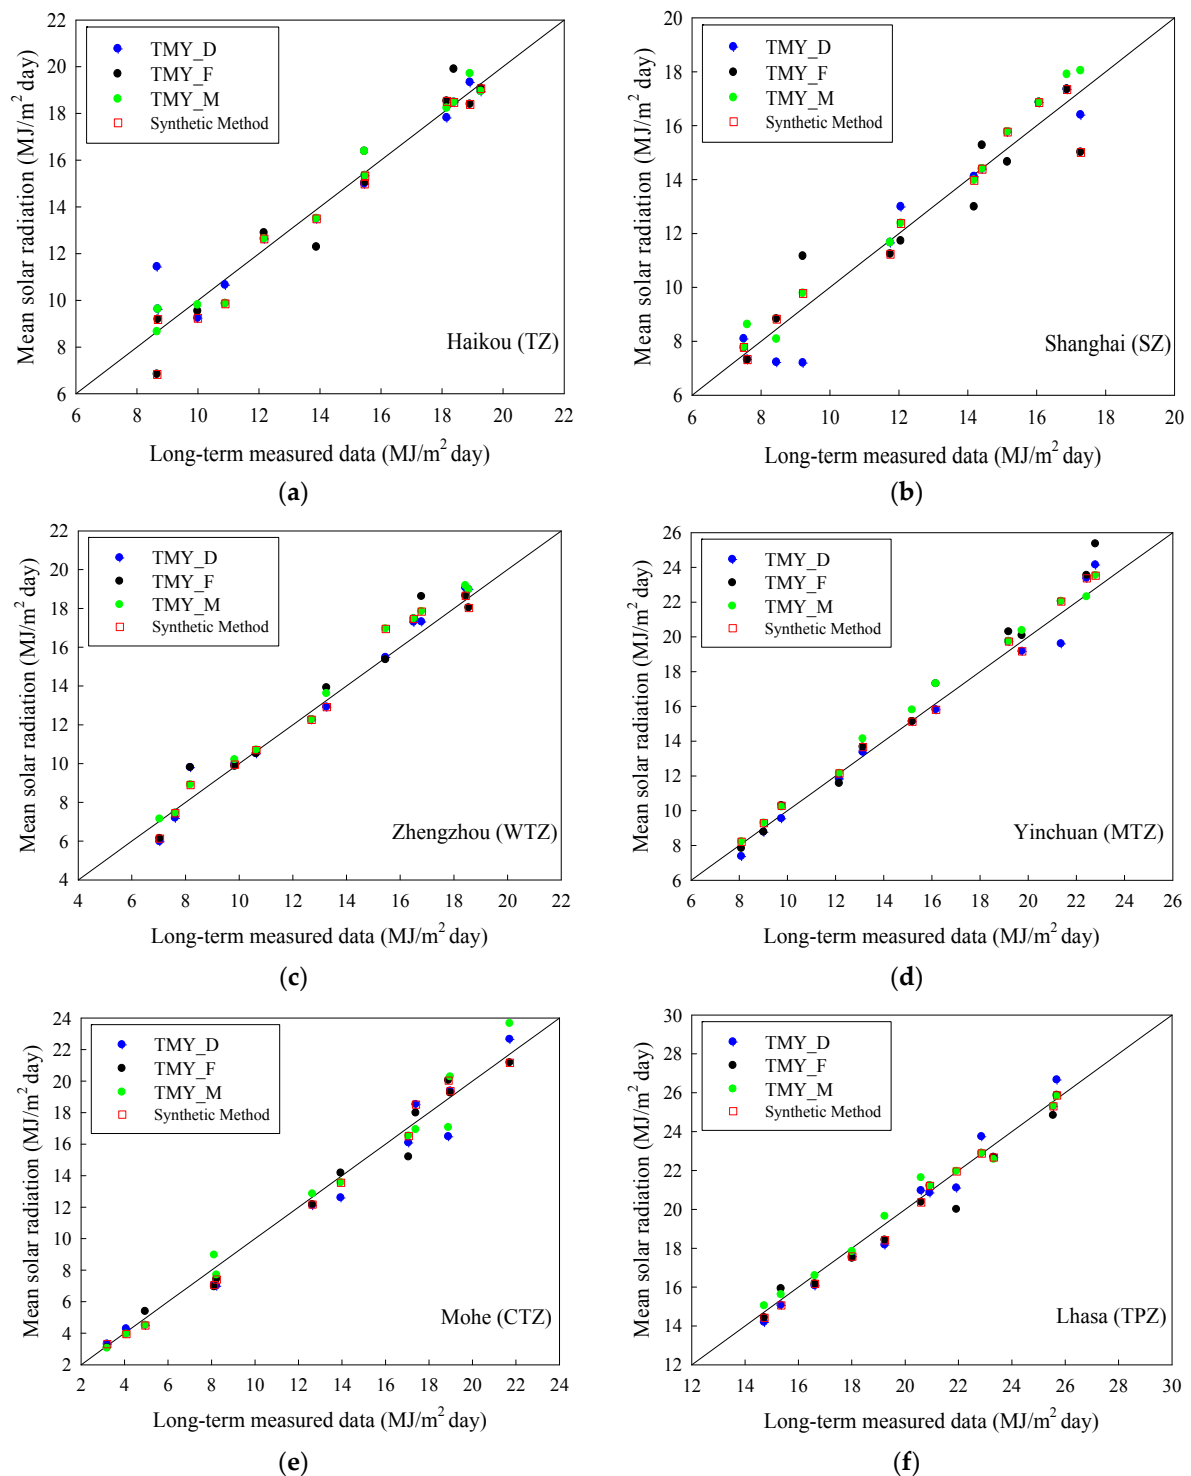 22
20
18
16
14
12
10
8
6
Mean solar radiation (MJ/m² day)
TMY_D
TMY_F
TMY_M
Synthetic Method
Haikou (TZ)
6 8 10 12 14 16 18 20 22
Long-term measured data (MJ/m² day)
(a)
20
18
16
14
12
10
8
6
Mean solar radiation (MJ/m² day)
TMY_D
TMY_F
TMY_M
Synthetic Method
Shanghai (SZ)
6 8 10 12 14 16 18 20
Long-term measured data (MJ/m² day)
(b)
22
20
18
16
14
12
10
8
6
4
Mean solar radiation (MJ/m² day)
TMY_D
TMY_F
TMY_M
Synthetic Method
Zhengzhou (WTZ)
4 6 8 10 12 14 16 18 20 22
Long-term measured data (MJ/m² day)
(c)
26
24
22
20
18
16
14
12
10
8
6
Mean solar radiation (MJ/m² day)
TMY_D
TMY_F
TMY_M
Synthetic Method
Yinchuan (MTZ)
6 8 10 12 14 16 18 20 22 24 26
Long-term measured data (MJ/m² day)
(d)
24
22
20
18
16
14
12
10
8
6
4
2
Mean solar radiation (MJ/m² day)
TMY_D
TMY_F
TMY_M
Synthetic Method
Mohe (CTZ)
2 4 6 8 10 12 14 16 18 20 22 24
Long-term measured data (MJ/m² day)
(e)
30
28
26
24
22
20
18
16
14
12
Mean solar radiation (MJ/m² day)
TMY_D
TMY_F
TMY_M
Synthetic Method
Lhasa (TPZ)
12 14 16 18 20 22 24 26 28 30
Long-term measured data (MJ/m² day)
(f)